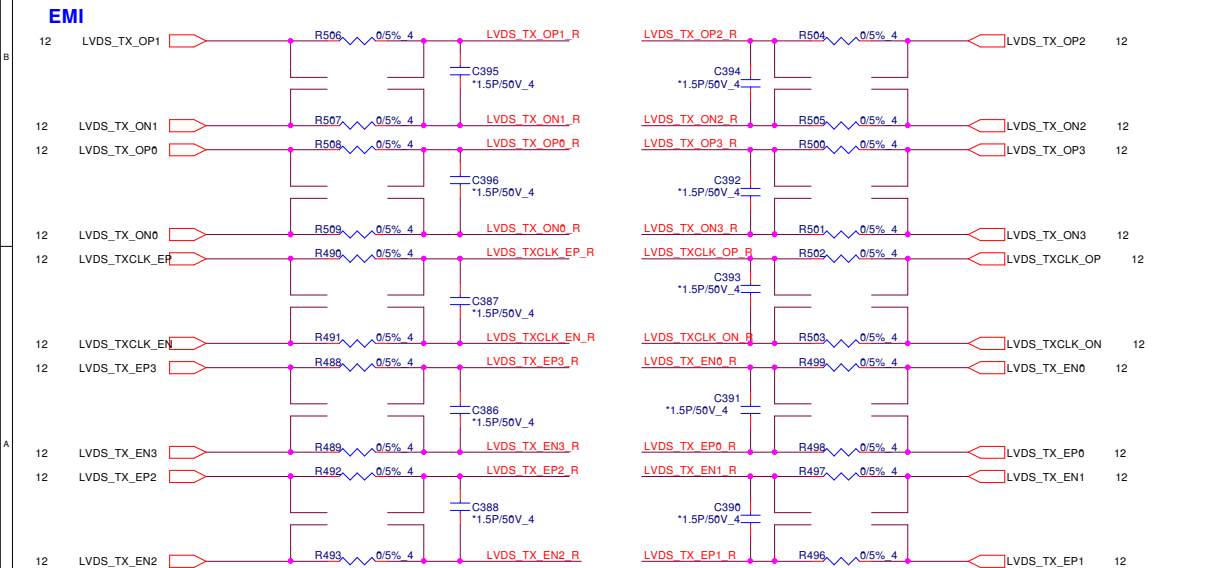 EMI
B
12 LVDS_TX_OP1 R506 0/5%_4 LVDS_TX_OP1_R LVDS_TX_OP2_R R504 0/5%_4 LVDS_TX_OP2 12
C395 C394
*1.5P/50V_4 *1.5P/50V_4
12 LVDS_TX_ON1 R507 0/5%_4 LVDS_TX_ON1_R LVDS_TX_ON2_R R505 0/5%_4 LVDS_TX_ON2 12
12 LVDS_TX_OP0 R508 0/5%_4 LVDS_TX_OP0_R LVDS_TX_OP3_R R500 0/5%_4 LVDS_TX_OP3 12
C396 C392
*1.5P/50V_4 *1.5P/50V_4
12 LVDS_TX_ON0 R509 0/5%_4 LVDS_TX_ON0_R LVDS_TX_ON3_R R501 0/5%_4 LVDS_TX_ON3 12
12 LVDS_TXCLK_EP R490 0/5%_4 LVDS_TXCLK_EP_R LVDS_TXCLK_OP_R R502 0/5%_4 LVDS_TXCLK_OP 12
C387 C393
*1.5P/50V_4 *1.5P/50V_4
12 LVDS_TXCLK_EN R491 0/5%_4 LVDS_TXCLK_EN_R LVDS_TXCLK_ON_R R503 0/5%_4 LVDS_TXCLK_ON 12
12 LVDS_TX_EP3 R488 0/5%_4 LVDS_TX_EP3_R LVDS_TX_EN0_R R499 0/5%_4 LVDS_TX_EN0 12
C386 C391
*1.5P/50V_4 *1.5P/50V_4
A
12 LVDS_TX_EN3 R489 0/5%_4 LVDS_TX_EN3_R LVDS_TX_EP0_R R498 0/5%_4 LVDS_TX_EP0 12
12 LVDS_TX_EP2 R492 0/5%_4 LVDS_TX_EP2_R LVDS_TX_EN1_R R497 0/5%_4 LVDS_TX_EN1 12
C388 C390
*1.5P/50V_4 *1.5P/50V_4
12 LVDS_TX_EN2 R493 0/5%_4 LVDS_TX_EN2_R LVDS_TX_EP1_R R496 0/5%_4 LVDS_TX_EP1 12